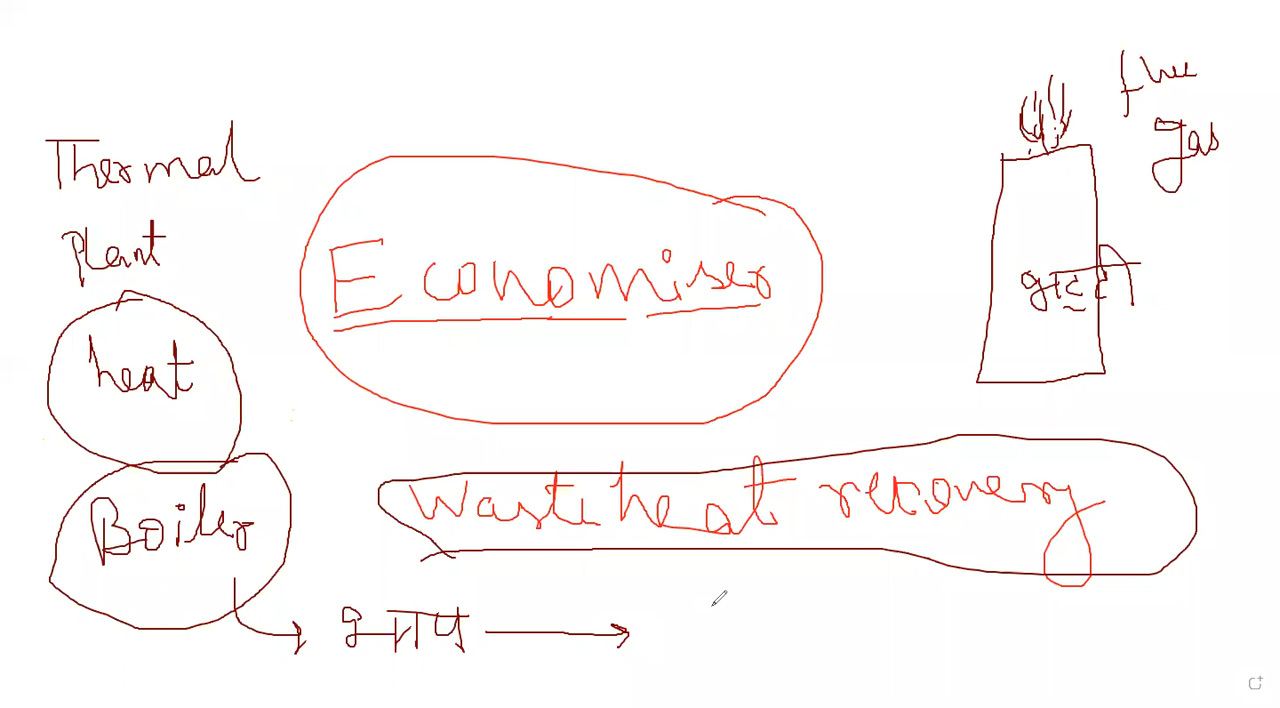 Thermal
Plant
heat
Boiler
Economiser
Waste heat recovery
flue
gas